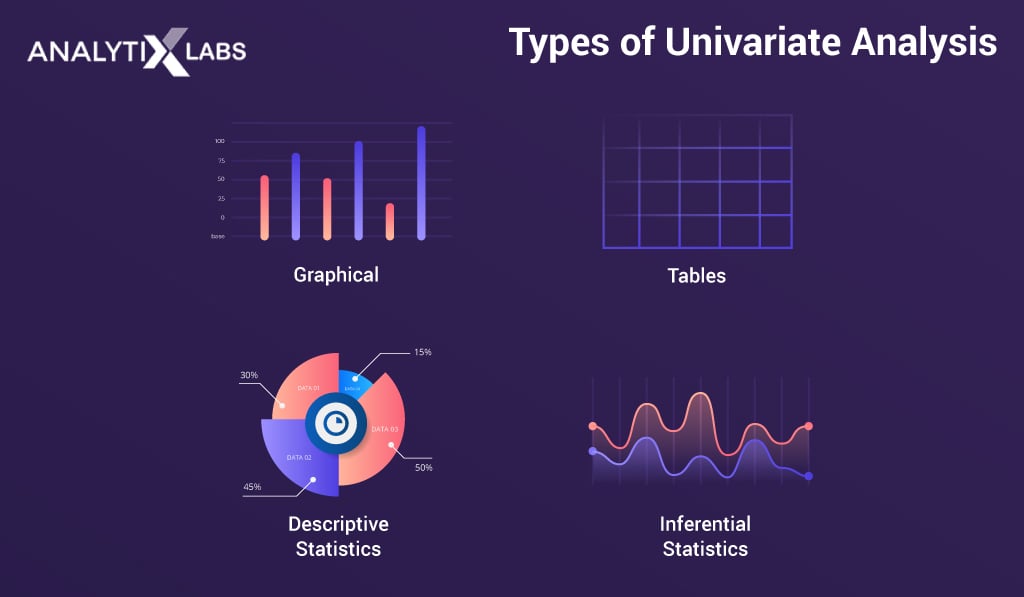 ANALYTIX LABS
Types of Univariate Analysis
100
75
50
25
0
base
Graphical
Tables
15%
30%
DATA 01
DATA 03
DATA 02
50%
45%
Descriptive
Statistics
Inferential
Statistics